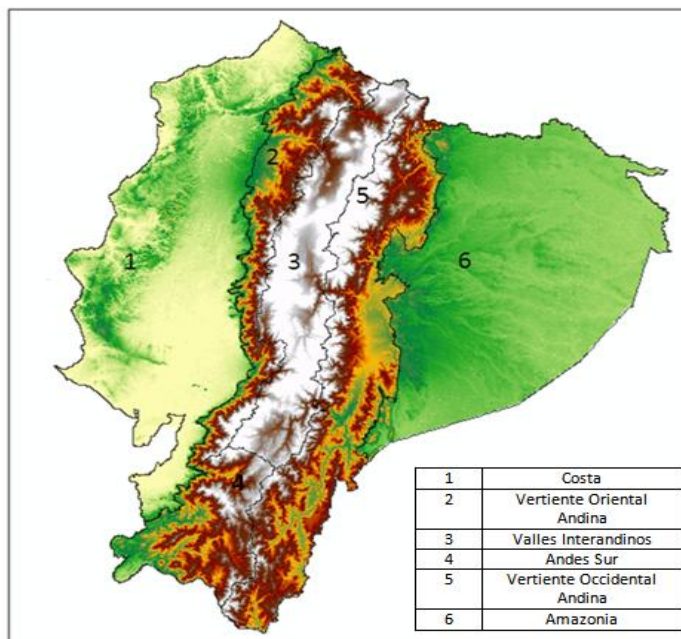 2
5
1
3
6
4
1 Costa
2 Vertiente Oriental
Andina
3 Valles Interandinos
4 Andes Sur
5 Vertiente Occidental
Andina
6 Amazonia